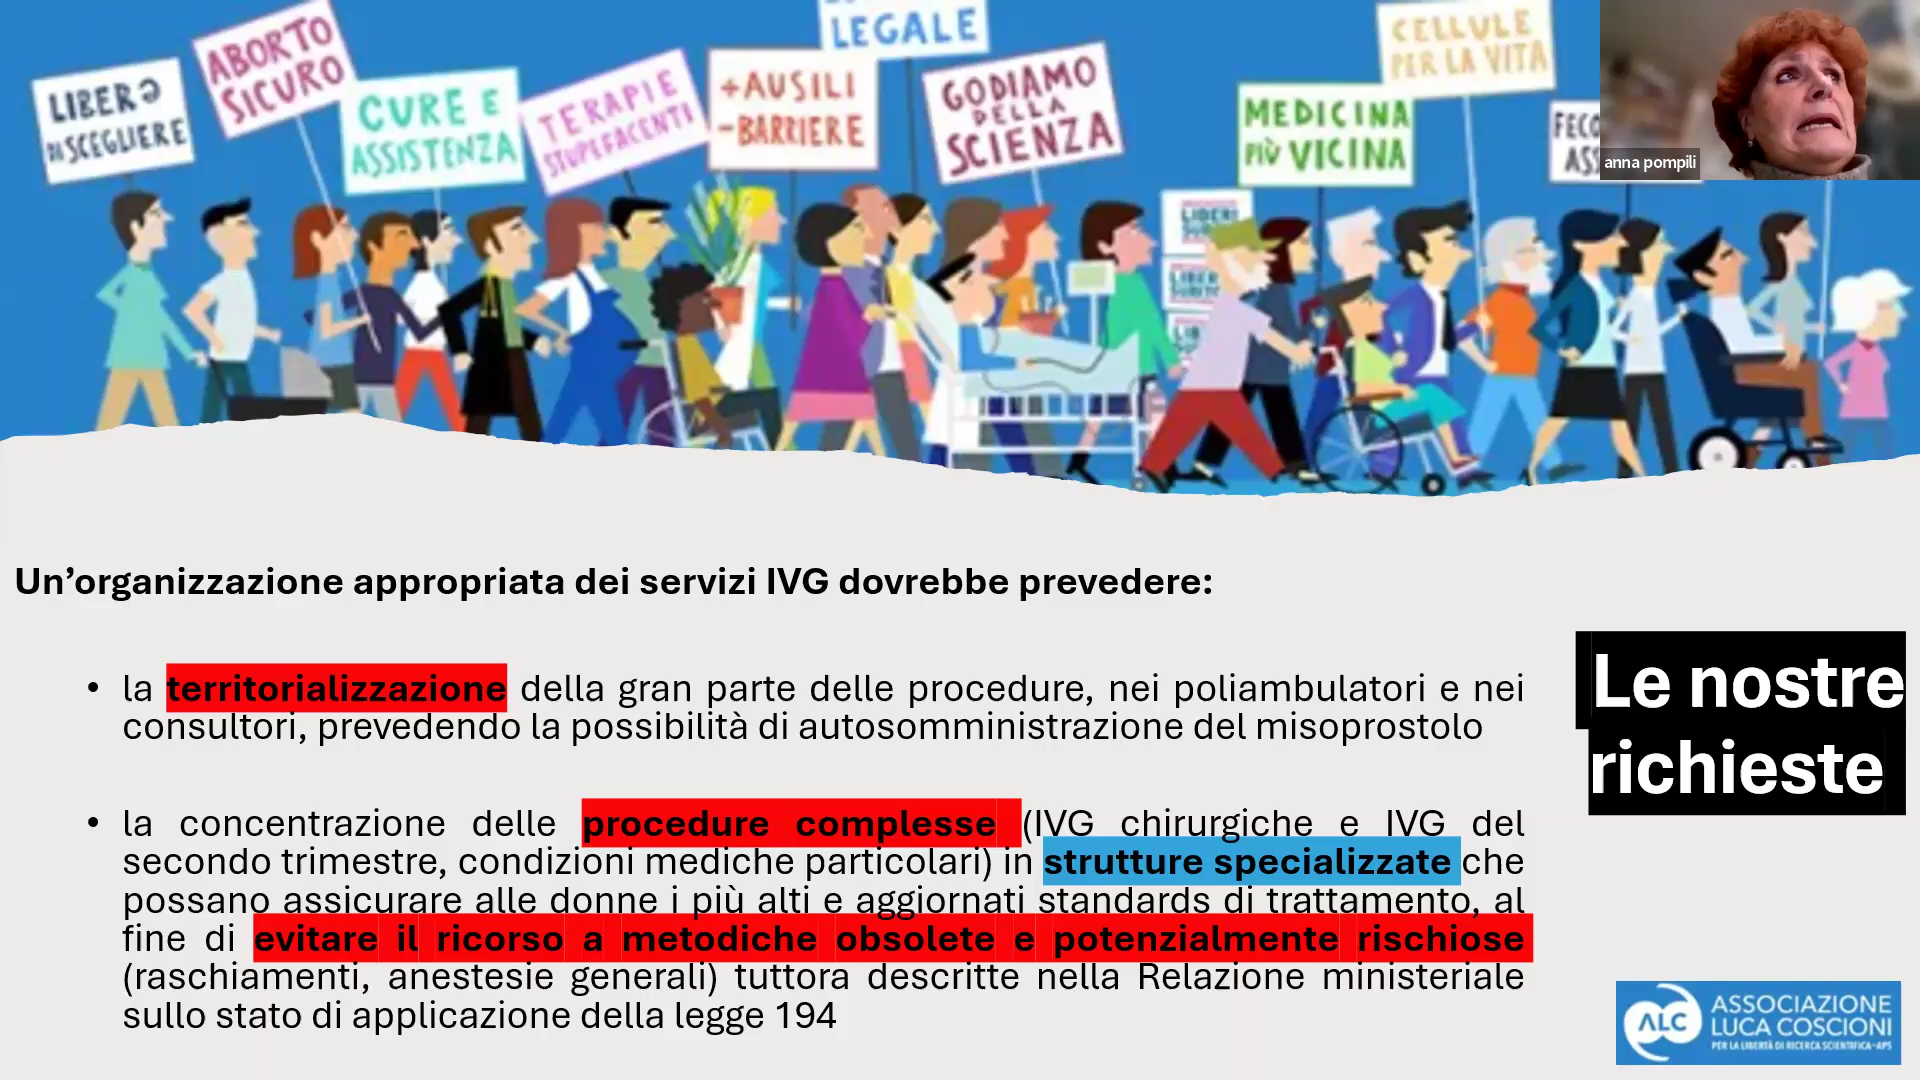 LEGALE
CELLULE
PER LA VITA
ABORTO
SICURO
LIBERƏ
DI SCEGLIERE
CURE E
ASSISTENZA
TERAPIE
STUPEFACENTI
+AUSILI
-BARRIERE
GODIAMO
DELLA
SCIENZA
MEDICINA
PIÙ VICINA
anna pompili
LIBERI
SUBITO
Un’organizzazione appropriata dei servizi IVG dovrebbe prevedere:
• la territorializzazione della gran parte delle procedure, nei poliambulatori e nei
consultori, prevedendo la possibilità di autosomministrazione del misoprostolo
• la concentrazione delle procedure complesse (IVG chirurgiche e IVG del
secondo trimestre, condizioni mediche particolari) in strutture specializzate che
possano assicurare alle donne i più alti e aggiornati standards di trattamento, al
fine di evitare il ricorso a metodiche obsolete e potenzialmente rischiose
(raschiamenti, anestesie generali) tuttora descritte nella Relazione ministeriale
sullo stato di applicazione della legge 194
Le nostre
richieste
ALC
ASSOCIAZIONE
LUCA COSCIONI
PER LA LIBERTÀ DI RICERCA SCIENTIFICA-APS